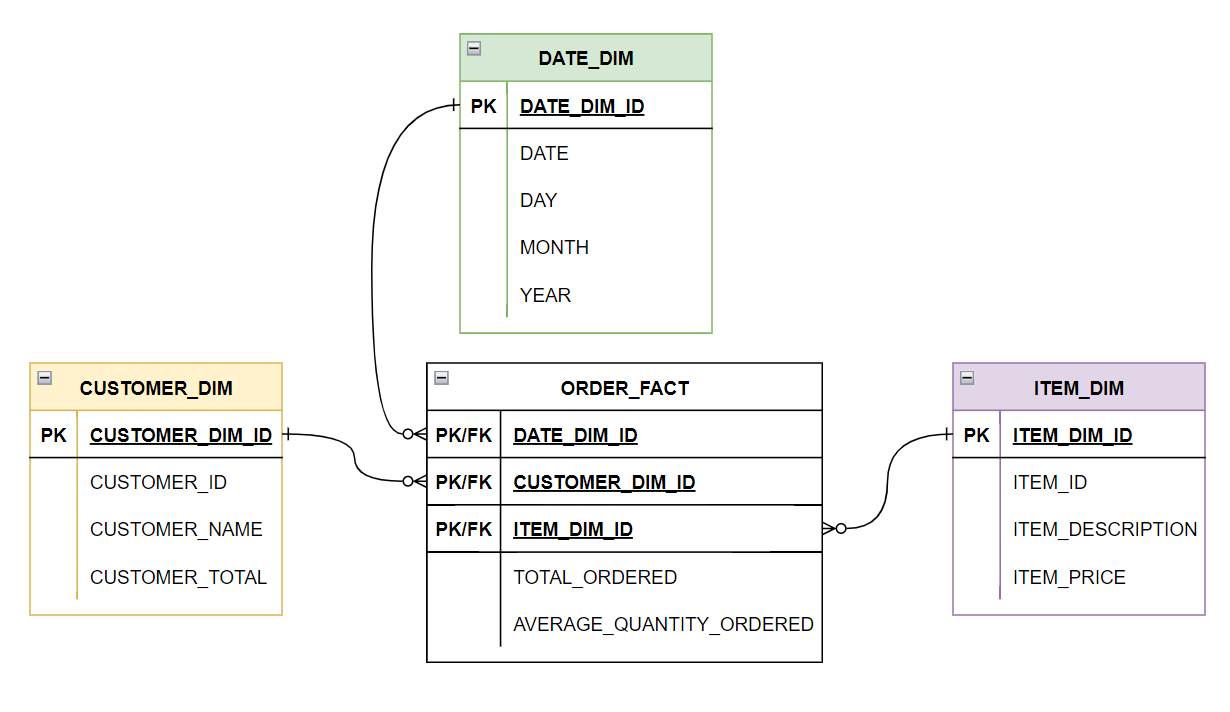 DATE_DIM
PK DATE_DIM_ID
DATE
DAY
MONTH
YEAR
CUSTOMER_DIM
PK CUSTOMER_DIM_ID
CUSTOMER_ID
CUSTOMER_NAME
CUSTOMER_TOTAL
ORDER_FACT
PK/FK DATE_DIM_ID
PK/FK CUSTOMER_DIM_ID
PK/FK ITEM_DIM_ID
TOTAL_ORDERED
AVERAGE_QUANTITY_ORDERED
ITEM_DIM
PK ITEM_DIM_ID
ITEM_ID
ITEM_DESCRIPTION
ITEM_PRICE